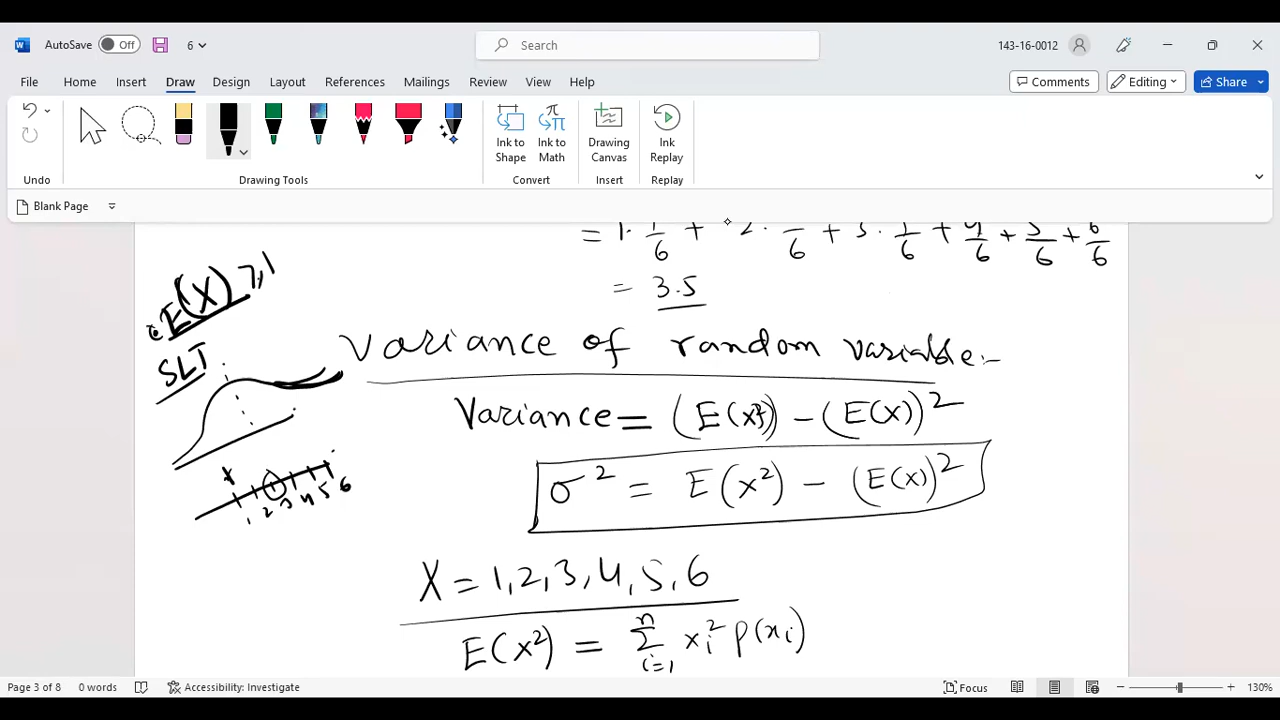 AutoSave Off 6 Search 143-16-0012
File Home Insert Draw Design Layout References Mailings Review View Help Comments Editing Share
Undo Ink to Shape Ink to Math Drawing Canvas Ink Replay
Undo Drawing Tools Convert Insert Replay
Blank Page
= 1· 1/6 + 2· /6 + 3· 1/6 + 4/6 + 5/6 + 6/6
= 3.5
E(X)
SLT
Variance of random variable:-
Variance = (E(x²)) - (E(x))²
σ² = E(x²) - (E(x))²
x
1 2 3 4 5 6
X = 1,2,3,4,5,6
E(x²) = n Σ i=1 xi² P(xi)
Page 3 of 8 0 words Accessibility: Investigate Focus 130%